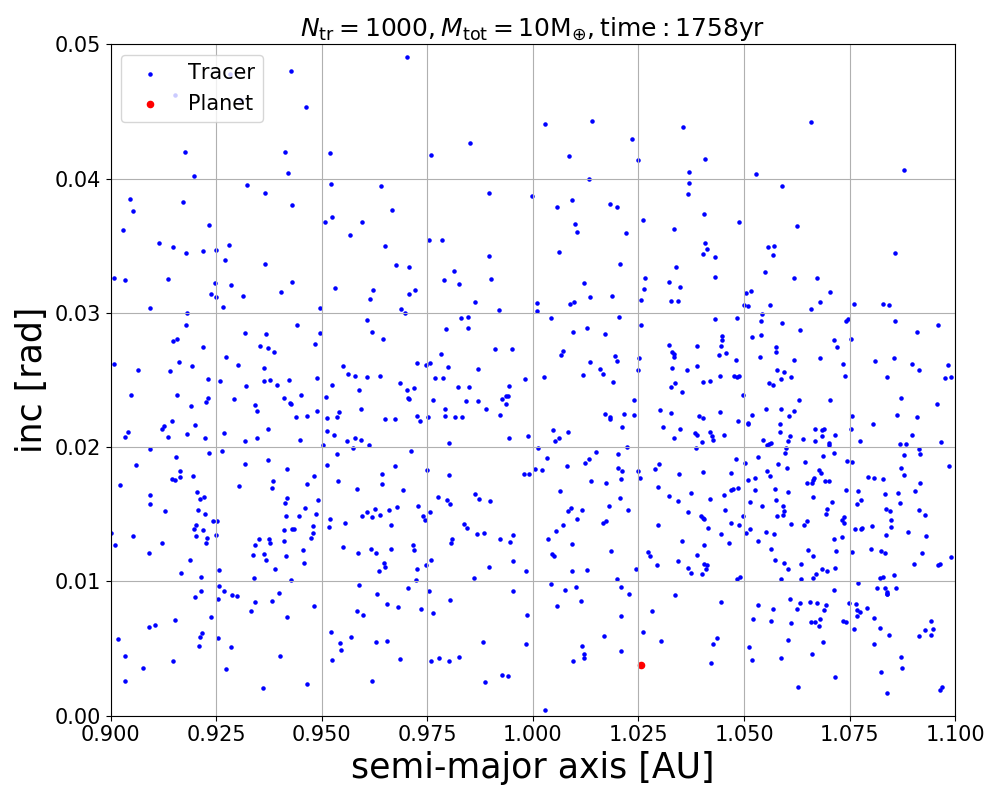 N_tr = 1000, M_tot = 10M_⊕, time : 1758yr
0.05
Tracer
Planet
0.04
0.03
inc [rad]
0.02
0.01
0.00
0.900 0.925 0.950 0.975 1.000 1.025 1.050 1.075 1.100
semi-major axis [AU]